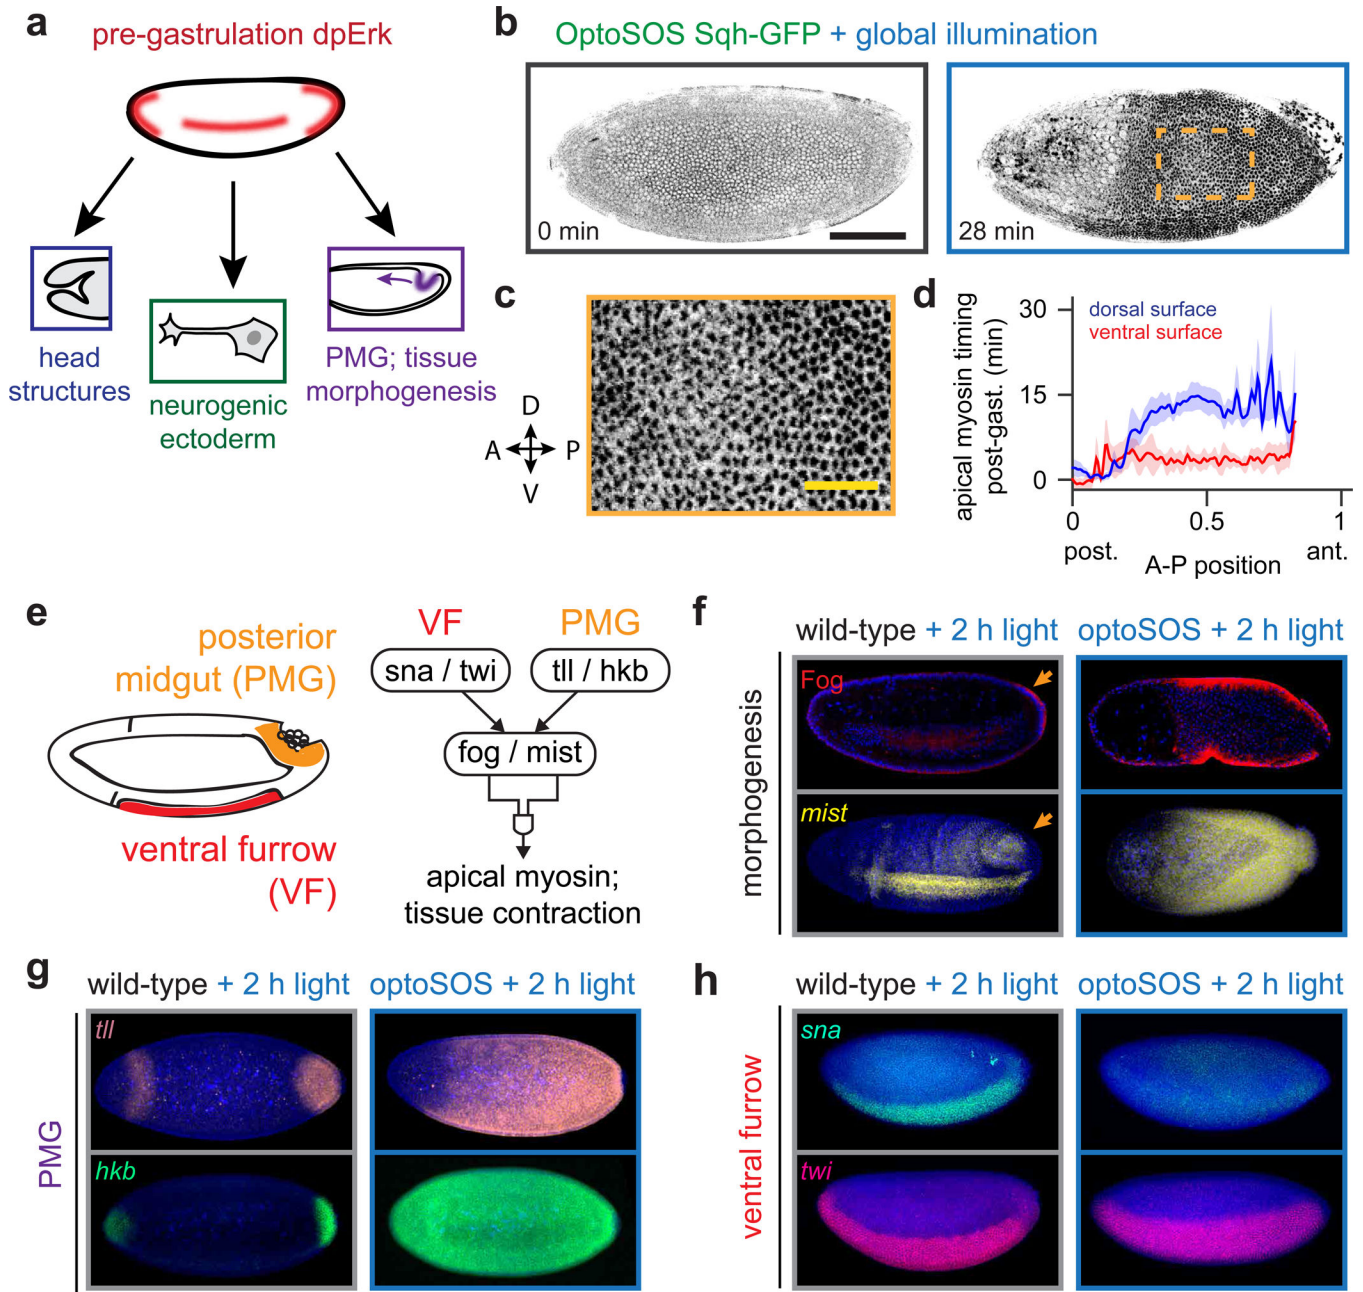 a
pre-gastrulation dpErk
head
structures
neurogenic
ectoderm
PMG; tissue
morphogenesis
b
OptoSOS Sqh-GFP + global illumination
0 min
28 min
c
D
A P
V
d
apical myosin timing
post-gast. (min)
30
15
0
dorsal surface
ventral surface
0 0.5 1
post. ant.
A-P position
e
posterior
midgut (PMG)
ventral furrow
(VF)
VF PMG
sna / twi tll / hkb
fog / mist
apical myosin;
tissue contraction
f
wild-type + 2 h light optoSOS + 2 h light
morphogenesis
Fog
mist
g
wild-type + 2 h light optoSOS + 2 h light
PMG
tll
hkb
h
wild-type + 2 h light optoSOS + 2 h light
ventral furrow
sna
twi